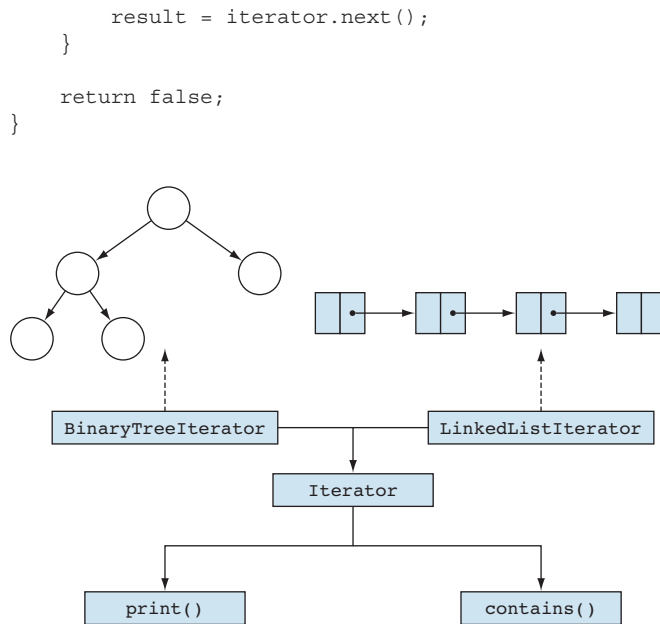 result = iterator.next();
}
return false;
}
BinaryTreeIterator
LinkedListIterator
Iterator
print()
contains()